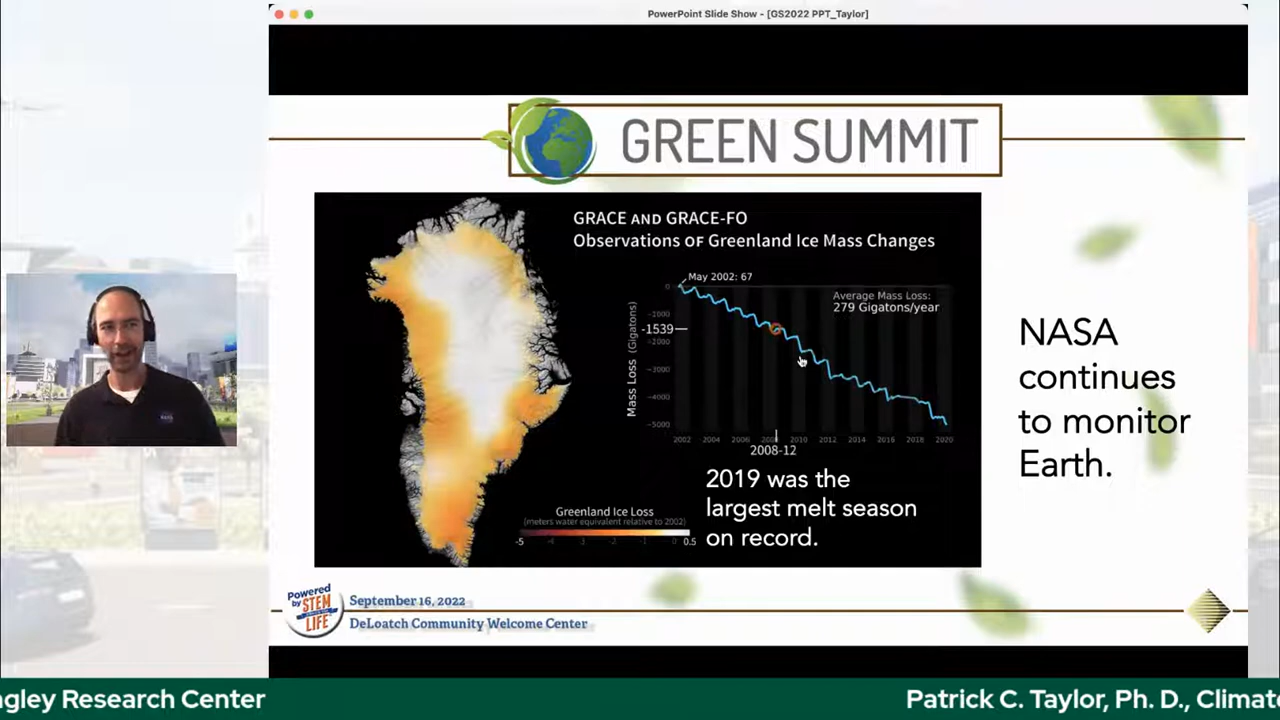 PowerPoint Slide Show - [GS2022 PPT_Taylor]
GREEN SUMMIT
GRACE AND GRACE-FO
Observations OF Greenland Ice Mass Changes
May 2002: 67
Average Mass Loss:
279 Gigatons/year
Mass Loss (Gigatons)
0
-1000
-1539
-2000
-3000
-4000
-5000
2002 2004 2006 2008 2010 2012 2014 2016 2018 2020
2008-12
2019 was the
largest melt season
on record.
Greenland Ice Loss
(meters water equivalent relative to 2002)
-5 -4 -3 -2 -1 0 0.5
NASA
continues
to monitor
Earth.
Powered
by STEM
LIFE
September 16, 2022
DeLoatch Community Welcome Center
ngley Research Center
Patrick C. Taylor, Ph. D., Climate